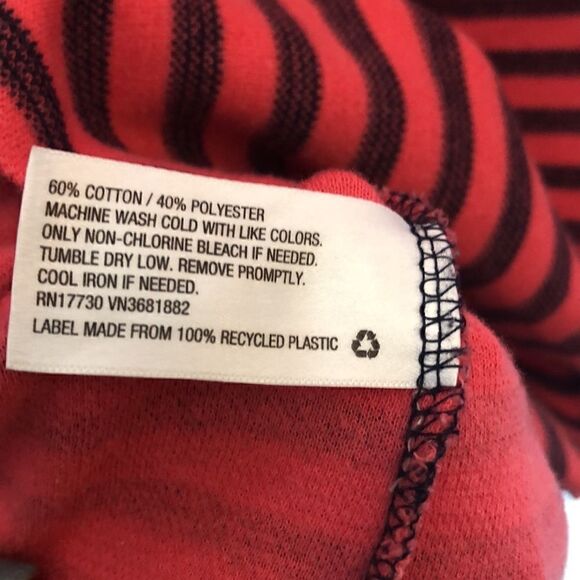 60% COTTON / 40% POLYESTER
MACHINE WASH COLD WITH LIKE COLORS.
ONLY NON-CHLORINE BLEACH IF NEEDED.
TUMBLE DRY LOW. REMOVE PROMPTLY.
COOL IRON IF NEEDED.
RN17730 VN3681882
LABEL MADE FROM 100% RECYCLED PLASTIC